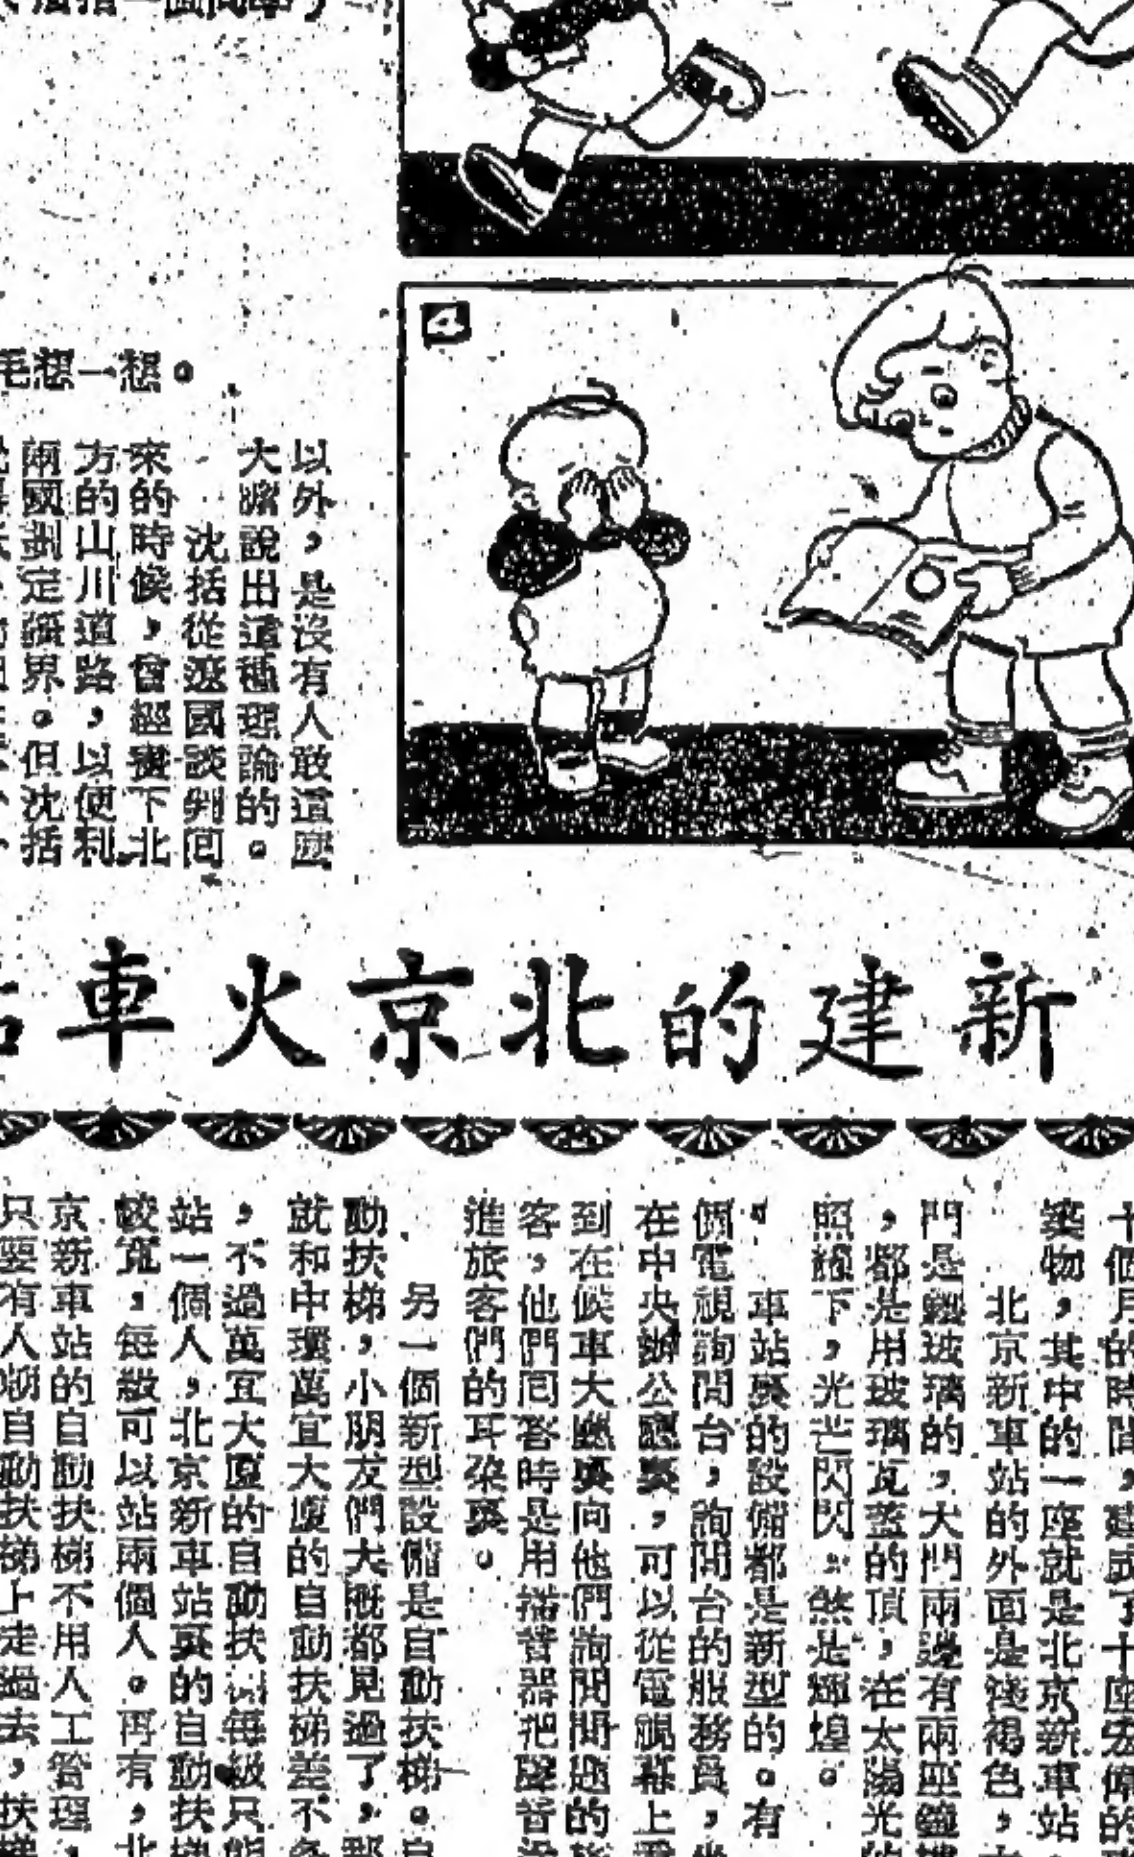 毛想一想。
以外，是沒有人敢這麼
大膽說出這種理論的。
沈括從遼國談判回
來的時候，曾經畫下北
方的山川道路，以便利
兩國劃定疆界。但沈括
4
新建的北京火車
十個月的時間，建成了十座宏偉的
築物，其中的一座就是北京新車站
北京新車站的外面是淺褐色，
門是玻璃的，大門兩邊有兩座鐘樓
，都是用玻璃瓦蓋的頂，在太陽光的
照耀下，光芒閃閃，煞是輝煌。
車站裏的設備都是新型的。有
個電視詢問台，詢問台的服務員，坐
在中央辦公廳裏，可以從電視幕上看
到在候車大廳裏向他們詢問問題的旅
客，他們回答時是用擴音器把聲音
進旅客們的耳朶裏。
另一個新型設備是自動扶梯。自
動扶梯，小朋友們大概都見過了，那
就和中環萬宜大廈的自動扶梯差不多
，不過萬宜大廈的自動扶梯每級只能
站一個人，北京新車站裏的自動扶梯
較寬，每級可以站兩個人。再有，北
京新車站的自動扶梯不用人工管理，
只要有人從自動扶梯上走過去，扶梯